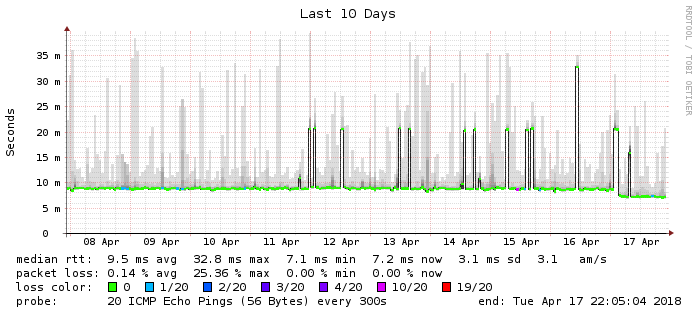 Last 10 Days
RRDTOOL / TOBI OETIKER
Seconds
35 m
30 m
25 m
20 m
15 m
10 m
5 m
0
08 Apr 09 Apr 10 Apr 11 Apr 12 Apr 13 Apr 14 Apr 15 Apr 16 Apr 17 Apr
median rtt: 9.5 ms avg 32.8 ms max 7.1 ms min 7.2 ms now 3.1 ms sd 3.1 am/s
packet loss: 0.14 % avg 25.36 % max 0.00 % min 0.00 % now
loss color: 0 1/20 2/20 3/20 4/20 10/20 19/20
probe: 20 ICMP Echo Pings (56 Bytes) every 300s end: Tue Apr 17 22:05:04 2018